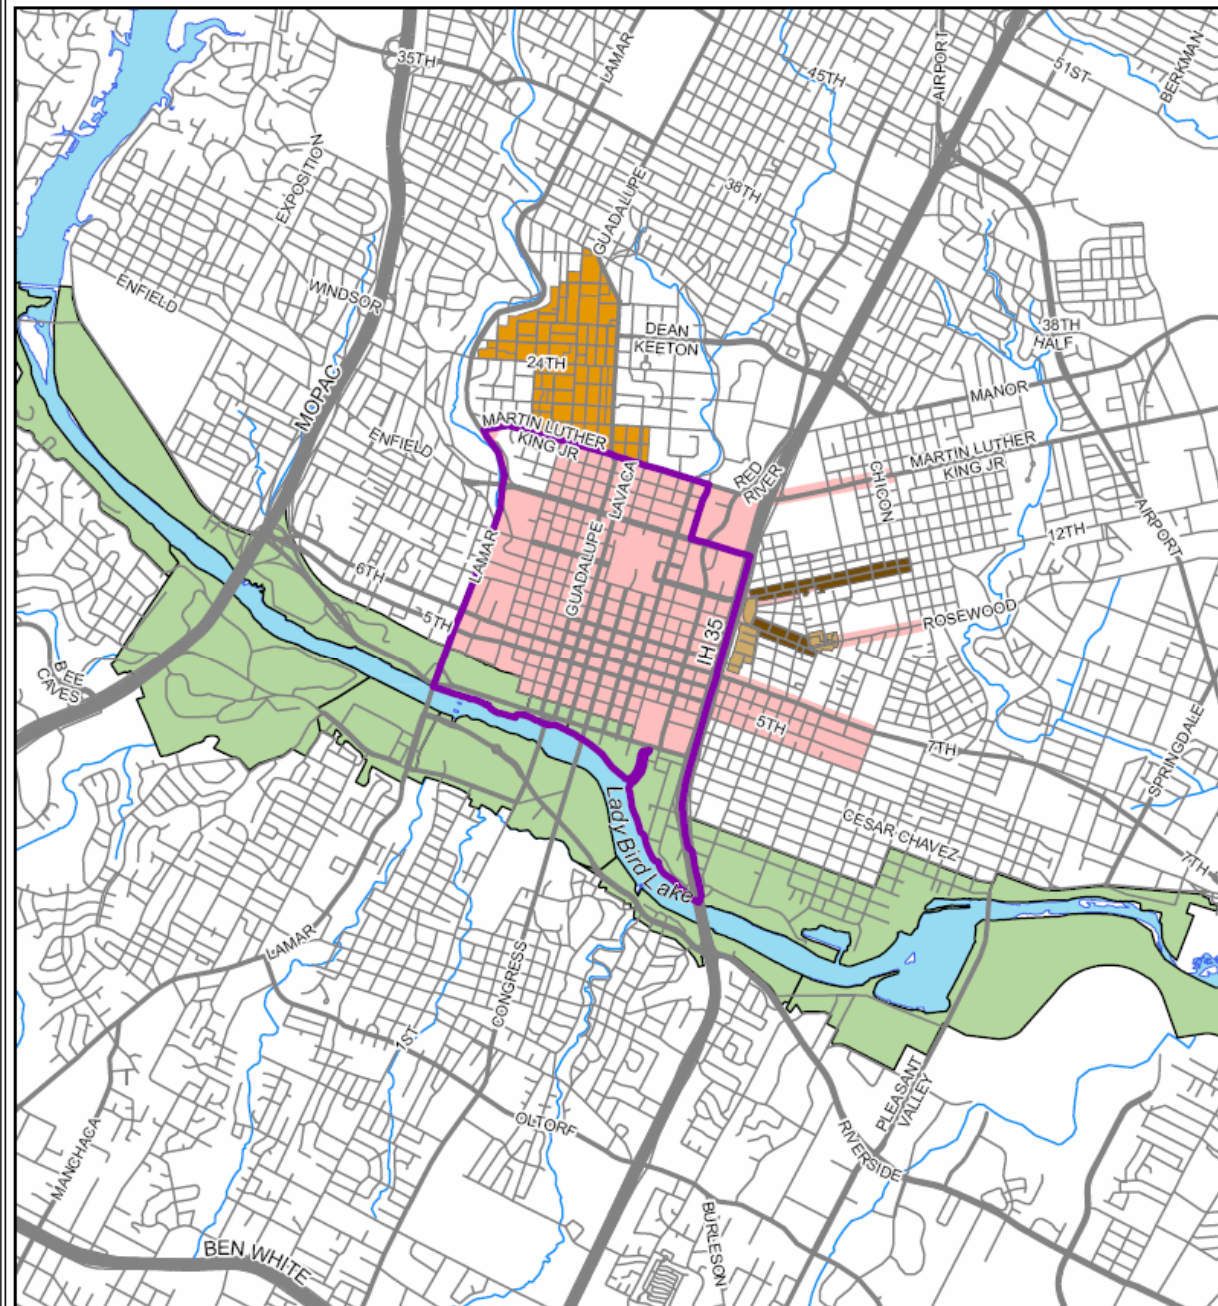 35TH
LAMAR
45TH
AIRPORT
51ST
BERKMAN
EXPOSITION
GUADALUPE
38TH
ENFIELD
WINDSOR
DEAN
KEETON
38TH
HALF
24TH
MANOR
MOPAC
ENFIELD
MARTIN LUTHER
KING JR
LAVACA
RED
RIVER
CHICON
MARTIN LUTHER
KING JR
AIRPORT
12TH
LAMAR
GUADALUPE
6TH
5TH
ROSEWOOD
IH 35
BEE
CAVES
5TH
7TH
SPRINGDALE
Lady Bird Lake
CESAR CHAVEZ
7TH
LAMAR
CONGRESS
1ST
PLEASANT
VALLEY
OLTORF
RIVERSIDE
MANCHACA
BURLESON
BEN WHITE